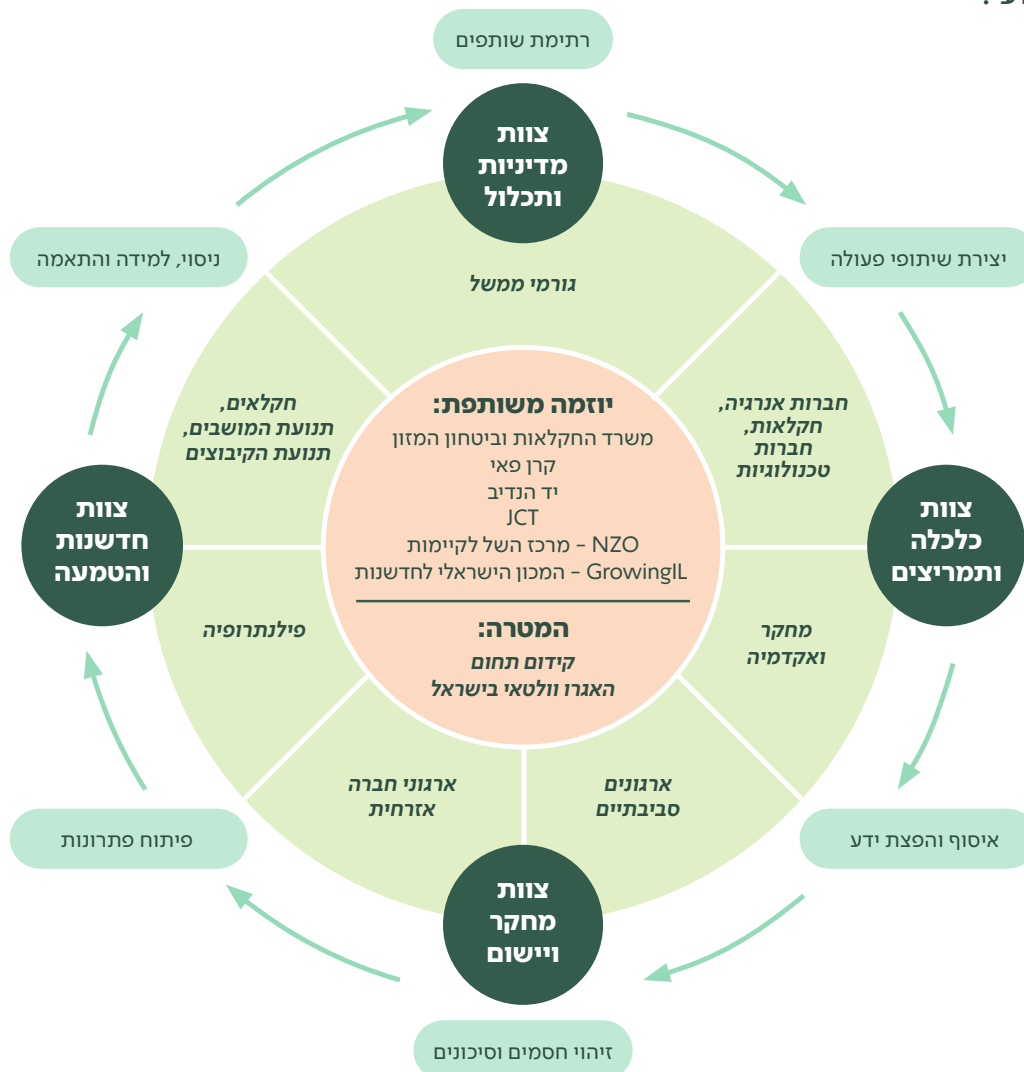 רתימת שותפים
צוות
מדיניות
ותכלול
ניסוי, למידה והתאמה
יצירת שיתופי פעולה
גורמי ממשל
חקלאים,
תנועת המושבים,
תנועת הקיבוצים
חברות אנרגיה,
חקלאות,
חברות
טכנולוגיות
יוזמה משותפת:
משרד החקלאות וביטחון המזון
קרן פאי
יד הנדיב
JCT
NZO - מרכז השל לקיימות
GrowingIL - המכון הישראלי לחדשנות
המטרה:
קידום תחום
האגרו וולטאי בישראל
צוות
כלכלה
ותמריצים
צוות
חדשנות
והטמעה
מחקר
ואקדמיה
פילנתרופיה
ארגונים
סביבתיים
ארגוני חברה
אזרחית
איסוף והפצת ידע
פיתוח פתרונות
צוות
מחקר
ויישום
זיהוי חסמים וסיכונים